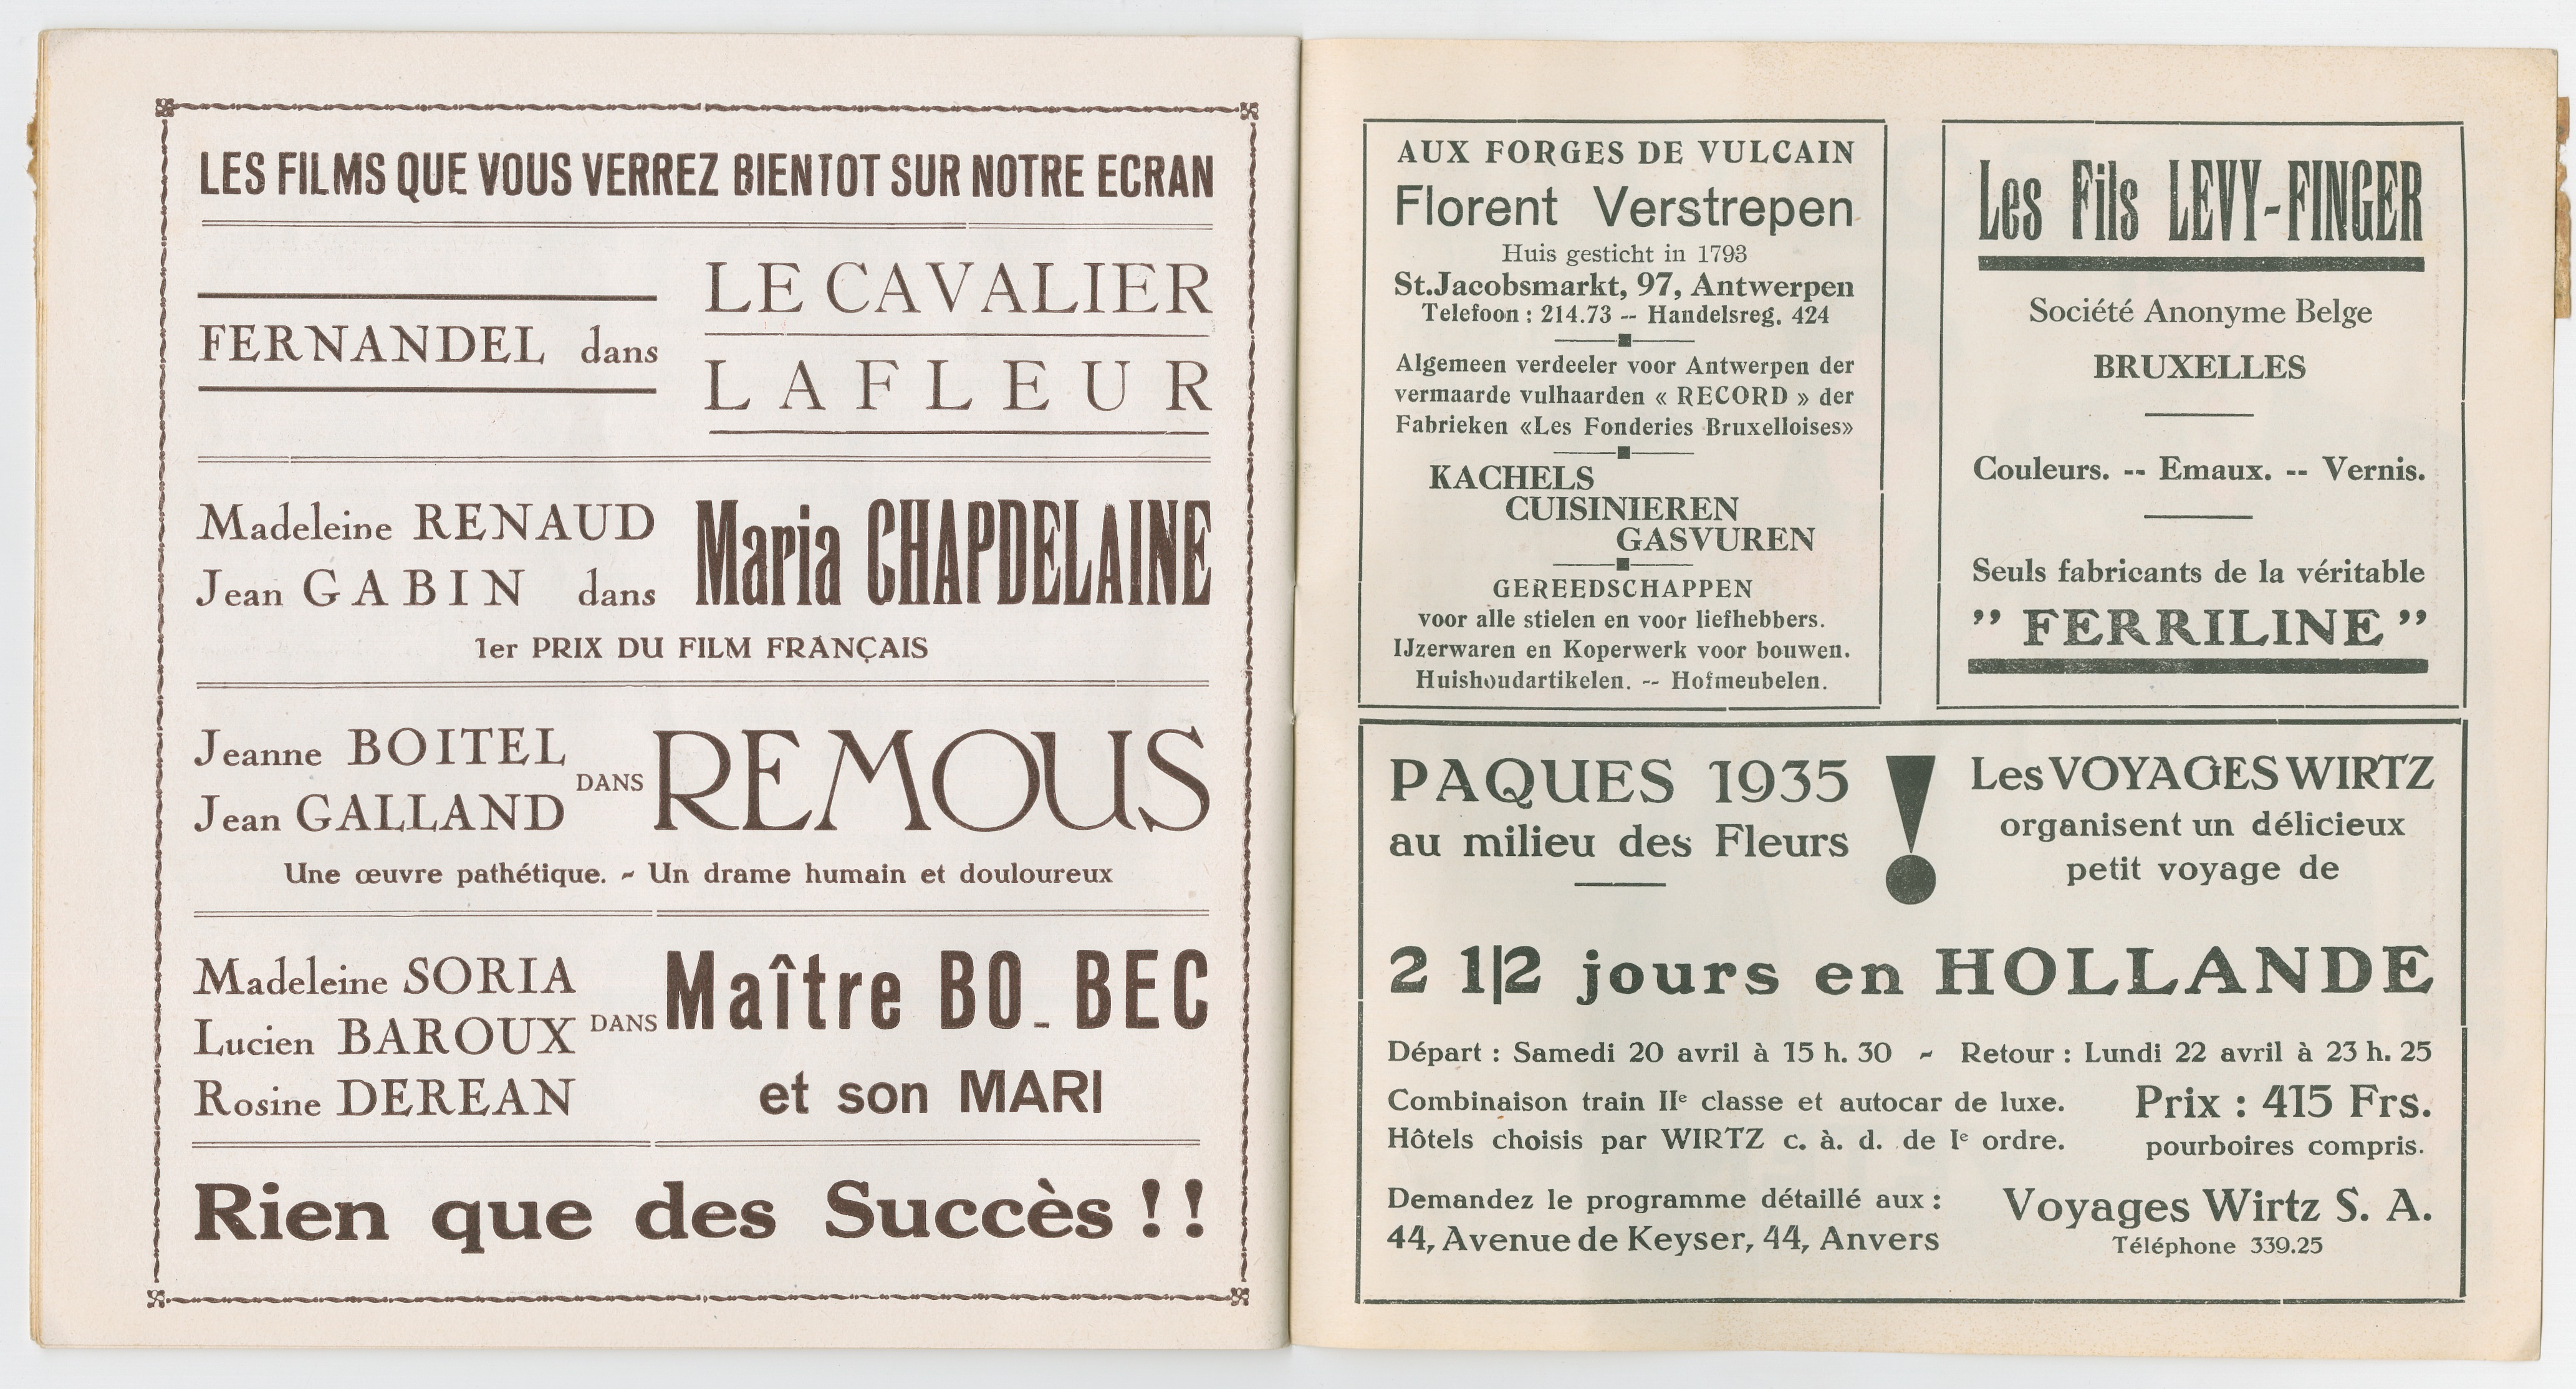 LES FILMS QUE VOUS VERREZ BIENTOT SUR NOTRE ECRAN
FERNANDEL dans
LE CAVALIER
LAFLEUR
Madeleine RENAUD
Jean GABIN dans
Maria CHAPDELAINE
1er PRIX DU FILM FRANÇAIS
Jeanne BOITEL
Jean GALLAND
DANS
REMOUS
Une œuvre pathétique. - Un drame humain et douloureux
Madeleine SORIA
Lucien BAROUX
Rosine DEREAN
DANS
Maître BO-BEC
et son MARI
Rien que des Succès !!
AUX FORGES DE VULCAIN
Florent Verstrepen
Huis gesticht in 1793
St.Jacobsmarkt, 97, Antwerpen
Telefoon : 214.73 -- Handelsreg. 424
Algemeen verdeeler voor Antwerpen der
vermaarde vulhaarden « RECORD » der
Fabrieken «Les Fonderies Bruxelloises»
KACHELS
CUISINIEREN
GASVUREN
GEREEDSCHAPPEN
voor alle stielen en voor liefhebbers.
IJzerwaren en Koperwerk voor bouwen.
Huishoudartikelen. -- Hofmeubelen.
Les Fils LEVY-FINGER
Société Anonyme Belge
BRUXELLES
Couleurs. -- Emaux. -- Vernis.
Seuls fabricants de la véritable
" FERRILINE "
PAQUES 1935
au milieu des Fleurs
!
Les VOYAGES WIRTZ
organisent un délicieux
petit voyage de
2 1|2 jours en HOLLANDE
Départ : Samedi 20 avril à 15 h. 30 - Retour : Lundi 22 avril à 23 h. 25
Combinaison train IIe classe et autocar de luxe.
Hôtels choisis par WIRTZ c. à. d. de Ie ordre.
Prix : 415 Frs.
pourboires compris.
Demandez le programme détaillé aux :
44, Avenue de Keyser, 44, Anvers
Voyages Wirtz S. A.
Téléphone 339.25